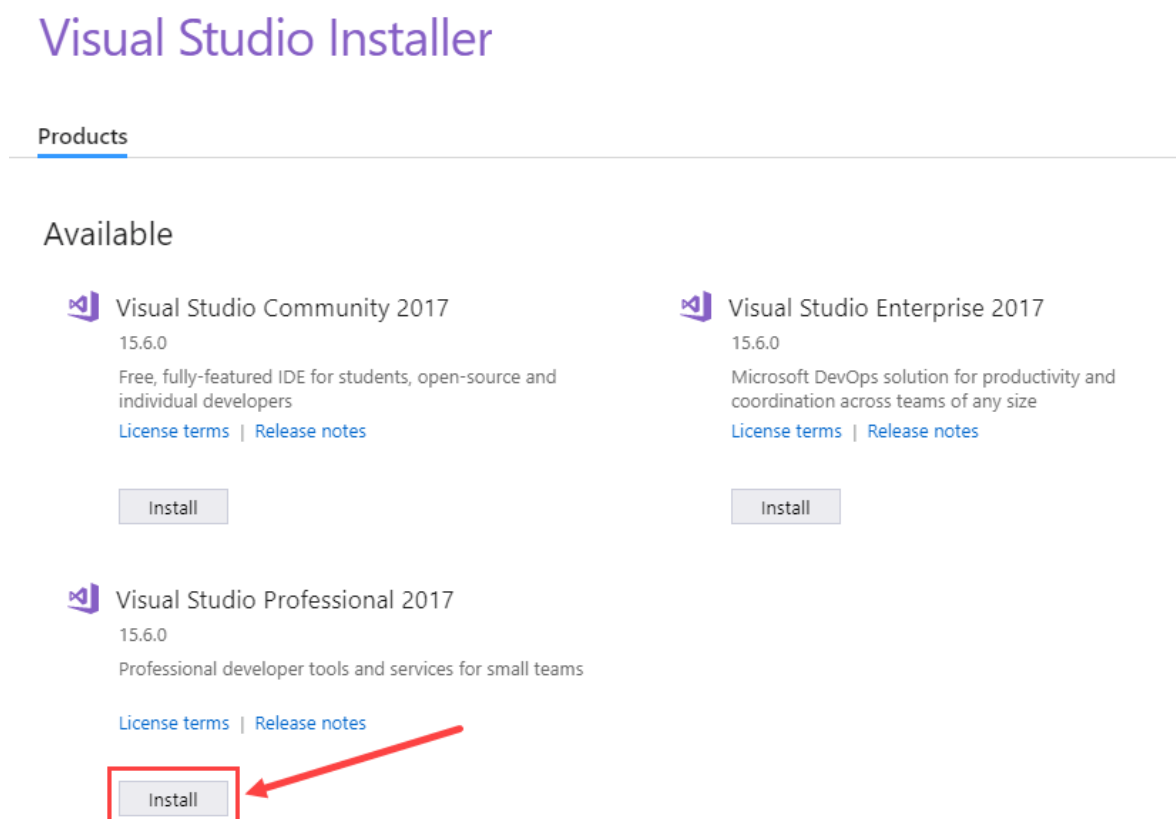 Visual Studio Installer
Products
Available
Visual Studio Community 2017
15.6.0
Free, fully-featured IDE for students, open-source and
individual developers
License terms | Release notes
Install
Visual Studio Enterprise 2017
15.6.0
Microsoft DevOps solution for productivity and
coordination across teams of any size
License terms | Release notes
Install
Visual Studio Professional 2017
15.6.0
Professional developer tools and services for small teams
License terms | Release notes
Install